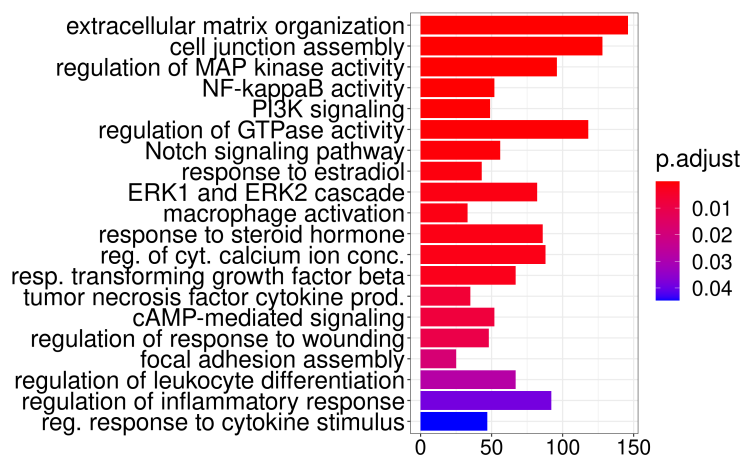 extracellular matrix organization
cell junction assembly
regulation of MAP kinase activity
NF-kappaB activity
PI3K signaling
regulation of GTPase activity
Notch signaling pathway
response to estradiol
ERK1 and ERK2 cascade
macrophage activation
response to steroid hormone
reg. of cyt. calcium ion conc.
resp. transforming growth factor beta
tumor necrosis factor cytokine prod.
cAMP-mediated signaling
regulation of response to wounding
focal adhesion assembly
regulation of leukocyte differentiation
regulation of inflammatory response
reg. response to cytokine stimulus
0 50 100 150
p.adjust
0.01
0.02
0.03
0.04